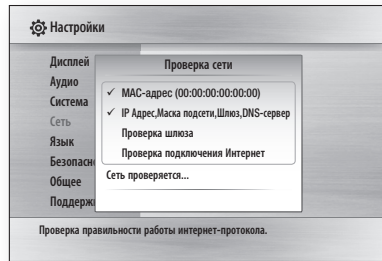 Настройки
Дисплей
Аудио
Система
Сеть
Язык
Безопасн
Общее
Поддерж
Проверка сети
✓ MAC-адрес (00:00:00:00:00:00)
✓ IP Адрес,Маска подсети,Шлюз,DNS-сервер
Проверка шлюза
Проверка подключения Интернет
Сеть проверяется...
Проверка правильности работы интернет-протокола.